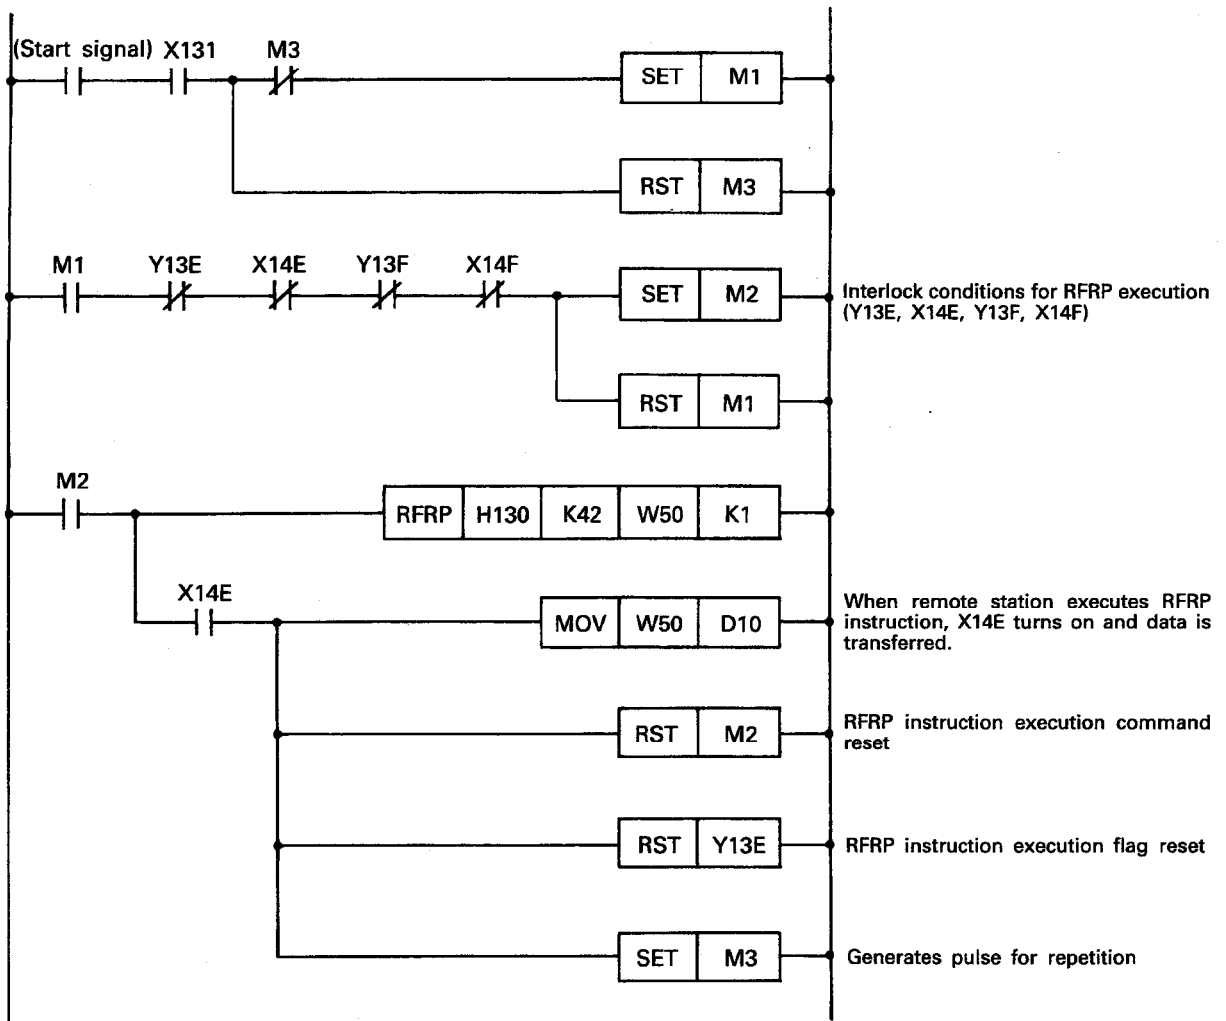 (Start signal) X131 M3
SET M1
RST M3
M1 Y13E X14E Y13F X14F
SET M2
Interlock conditions for RFRP execution
(Y13E, X14E, Y13F, X14F)
RST M1
M2
RFRP H130 K42 W50 K1
X14E
MOV W50 D10
When remote station executes RFRP
instruction, X14E turns on and data is
transferred.
RST M2
RFRP instruction execution command
reset
RST Y13E
RFRP instruction execution flag reset
SET M3
Generates pulse for repetition